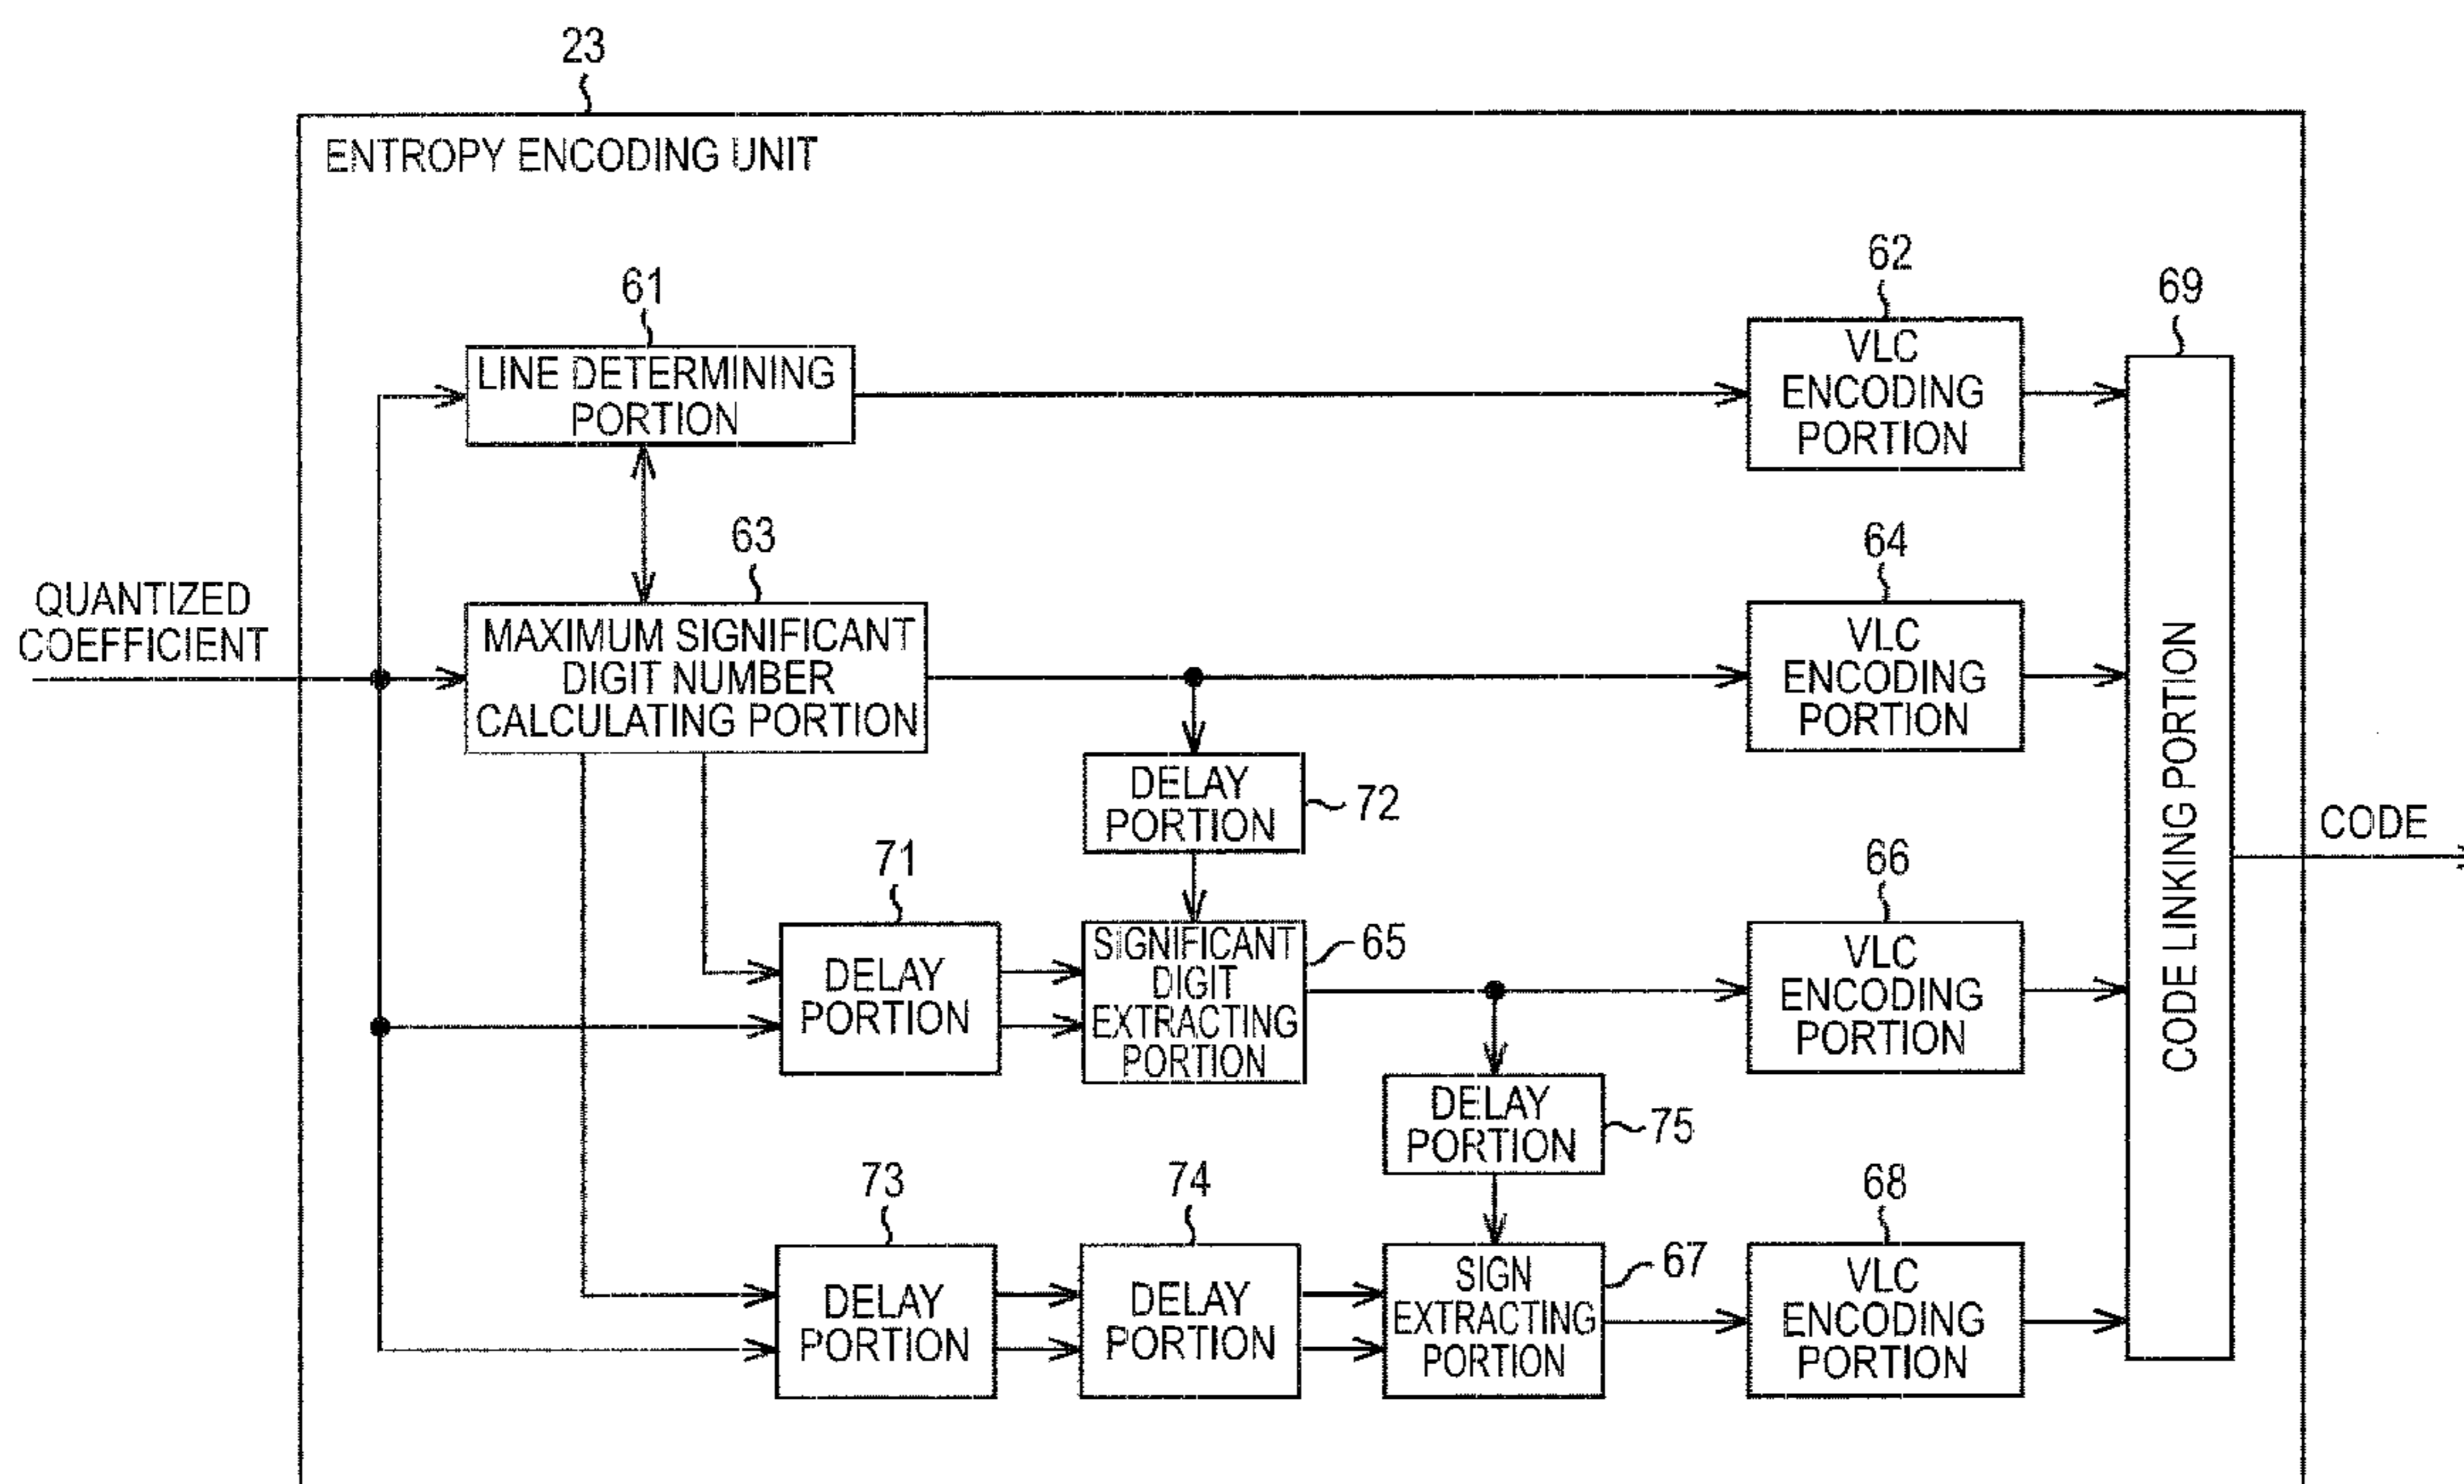 23
ENTROPY ENCODING UNIT
61
LINE DETERMINING
PORTION
62
VLC
ENCODING
PORTION
69
CODE LINKING PORTION
QUANTIZED
COEFFICIENT
63
MAXIMUM SIGNIFICANT
DIGIT NUMBER
CALCULATING PORTION
64
VLC
ENCODING
PORTION
DELAY
PORTION
72
CODE
71
DELAY
PORTION
SIGNIFICANT
DIGIT
EXTRACTING
PORTION
65
66
VLC
ENCODING
PORTION
DELAY
PORTION
75
73
DELAY
PORTION
74
DELAY
PORTION
SIGN
EXTRACTING
PORTION
67
68
VLC
ENCODING
PORTION